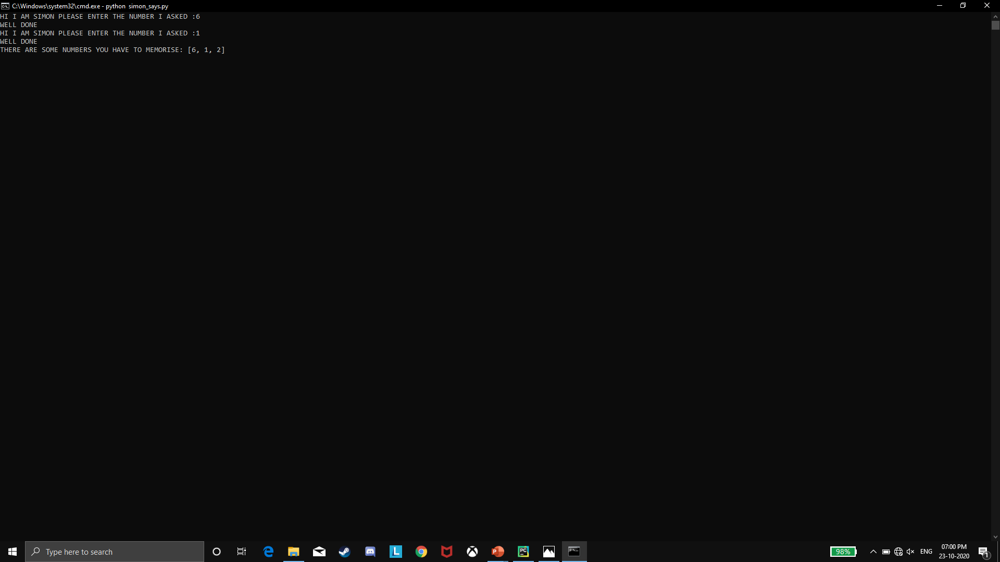 C:\Windows\system32\cmd.exe - python  simon_says.py
HI I AM SIMON PLEASE ENTER THE NUMBER I ASKED :6
WELL DONE
HI I AM SIMON PLEASE ENTER THE NUMBER I ASKED :1
WELL DONE
THERE ARE SOME NUMBERS YOU HAVE TO MEMORISE: [6, 1, 2]
Type here to search
L
P
PC
98%
ENG
07:00 PM
23-10-2020
1